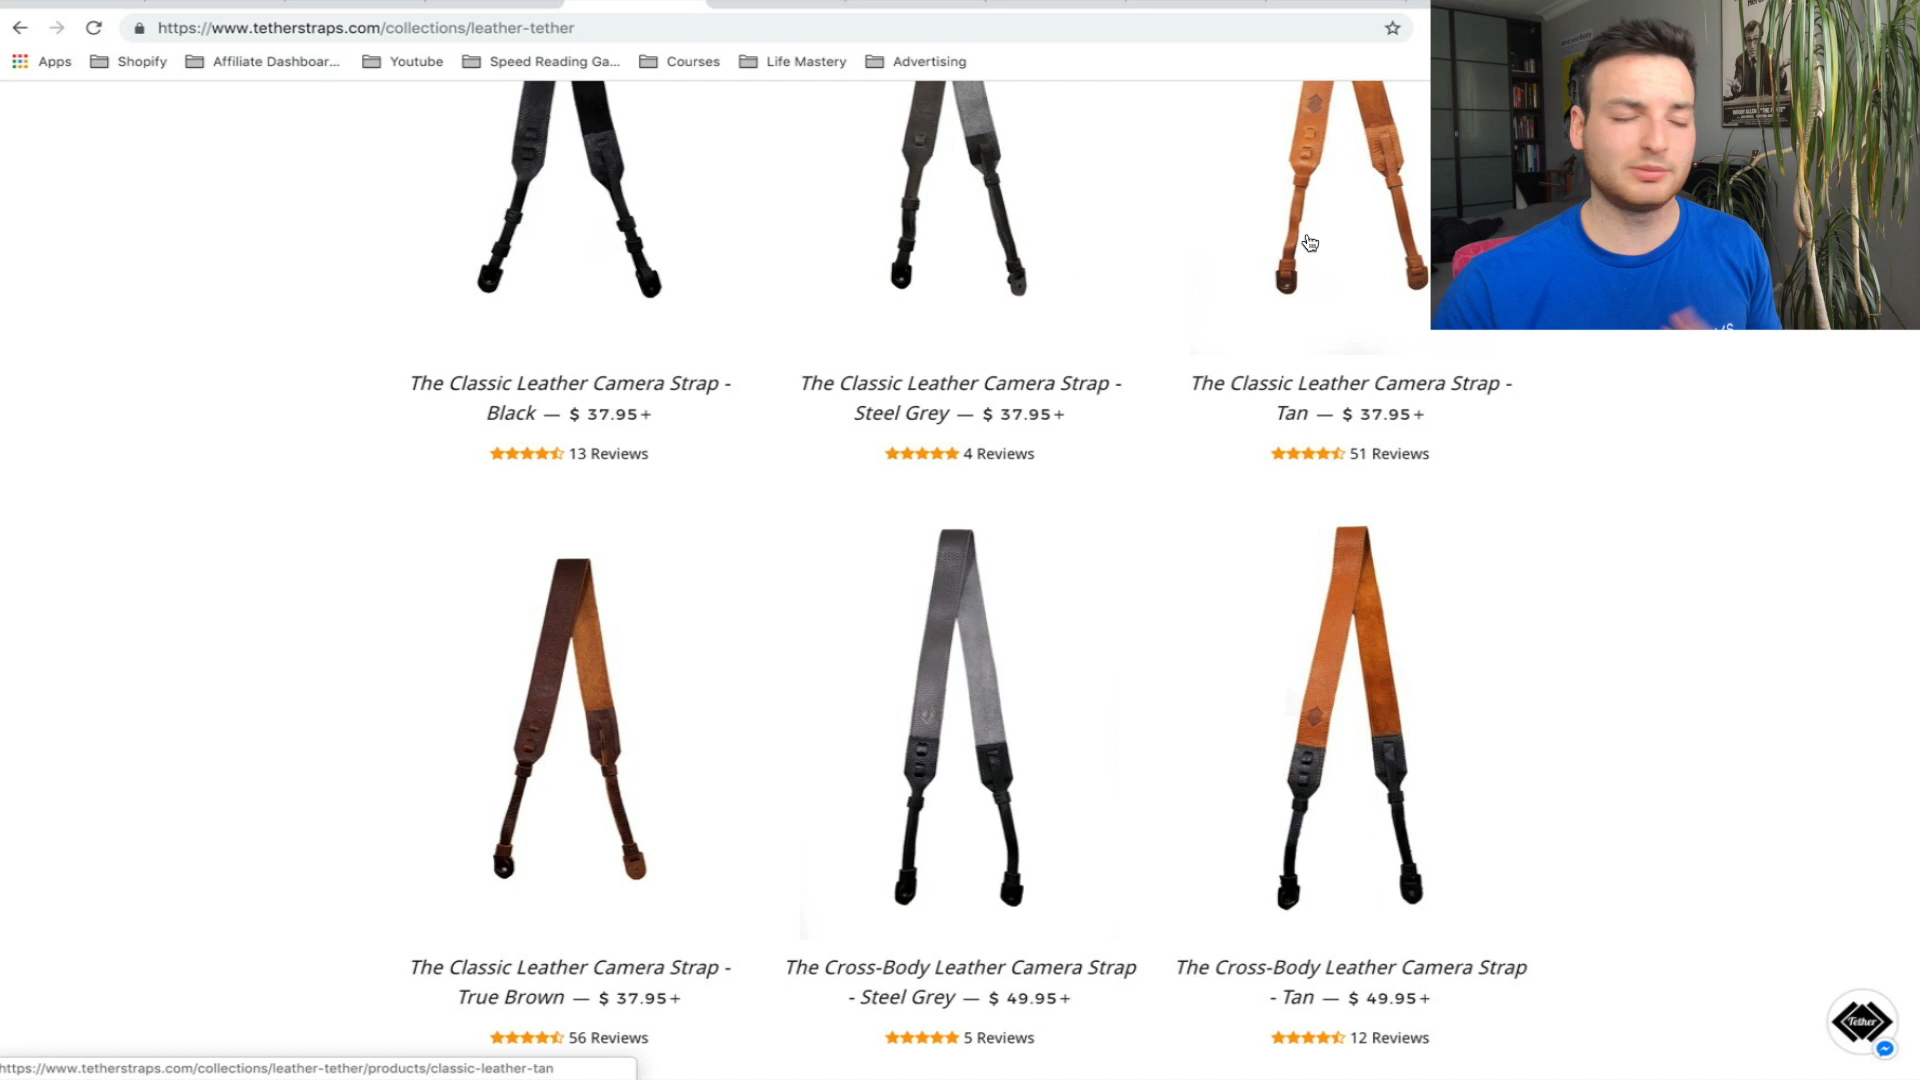 https://www.tetherstraps.com/collections/leather-tether
Apps Shopify Affiliate Dashboar... Youtube Speed Reading Ga... Courses Life Mastery Advertising
The Classic Leather Camera Strap -
Black — $ 37.95+
13 Reviews
The Classic Leather Camera Strap -
Steel Grey — $ 37.95+
4 Reviews
The Classic Leather Camera Strap -
Tan — $ 37.95+
51 Reviews
The Classic Leather Camera Strap -
True Brown — $ 37.95+
56 Reviews
The Cross-Body Leather Camera Strap
- Steel Grey — $ 49.95+
5 Reviews
The Cross-Body Leather Camera Strap
- Tan — $ 49.95+
12 Reviews
Tether
https://www.tetherstraps.com/collections/leather-tether/products/classic-leather-tan